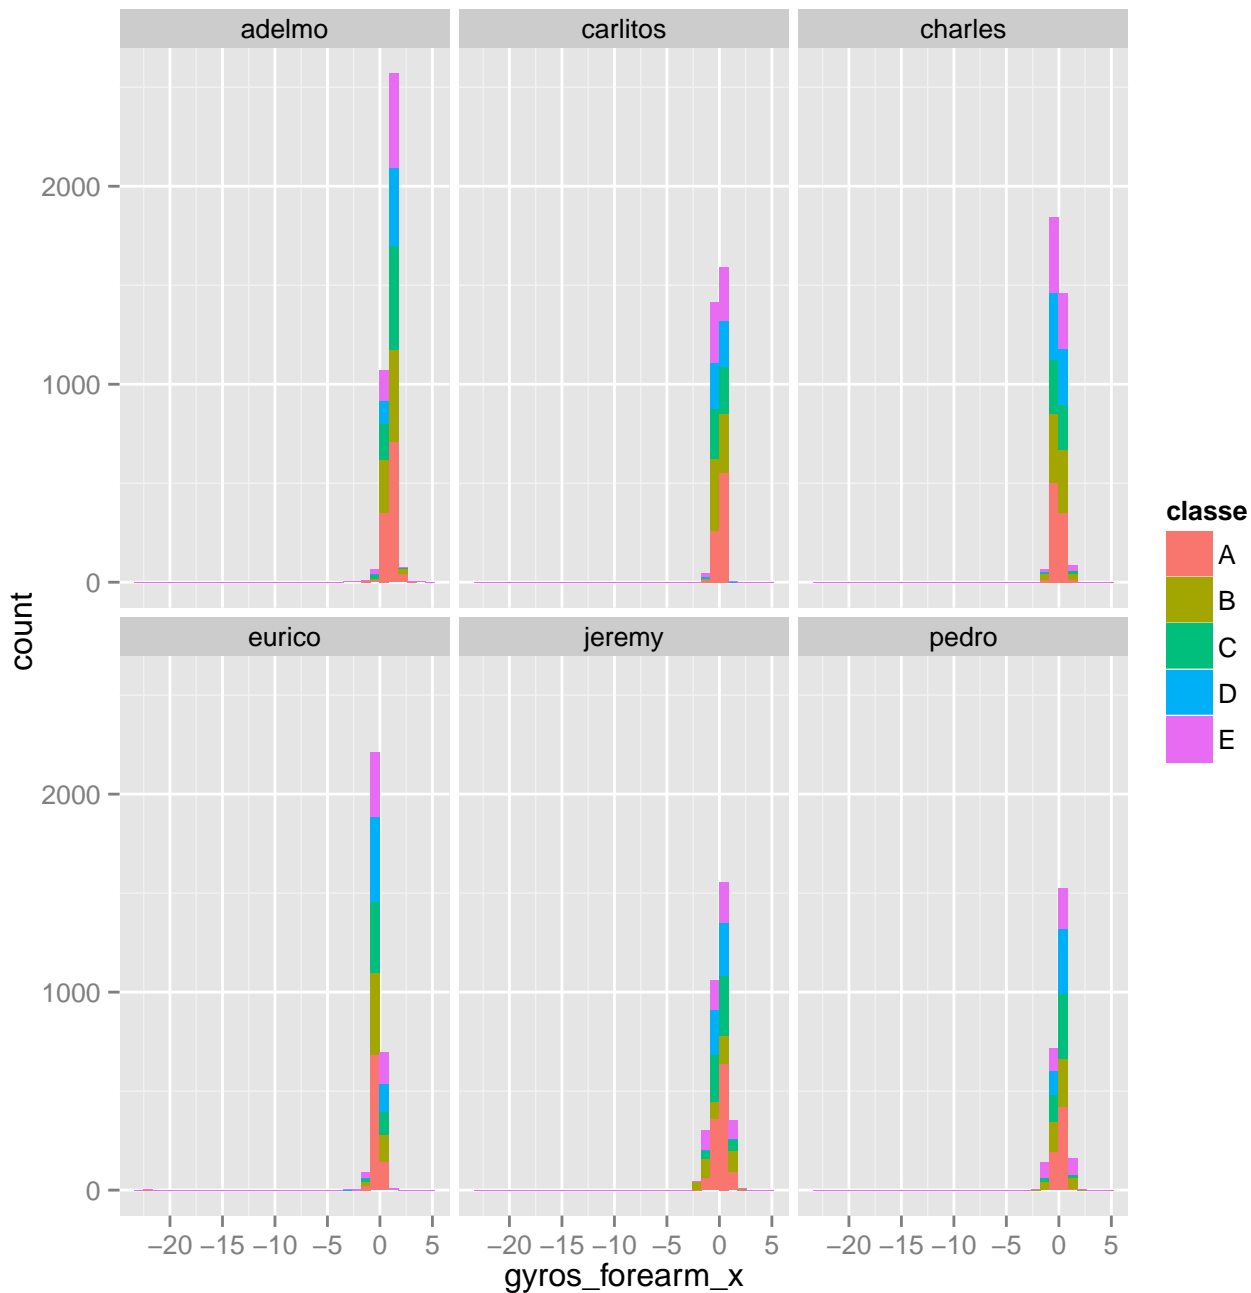 adelmo carlitos charles
2000
1000
0
eurico jeremy pedro
2000
1000
0
−20 −15 −10 −5 0 5 −20 −15 −10 −5 0 5 −20 −15 −10 −5 0 5
gyros_forearm_x
count
classe
A
B
C
D
E